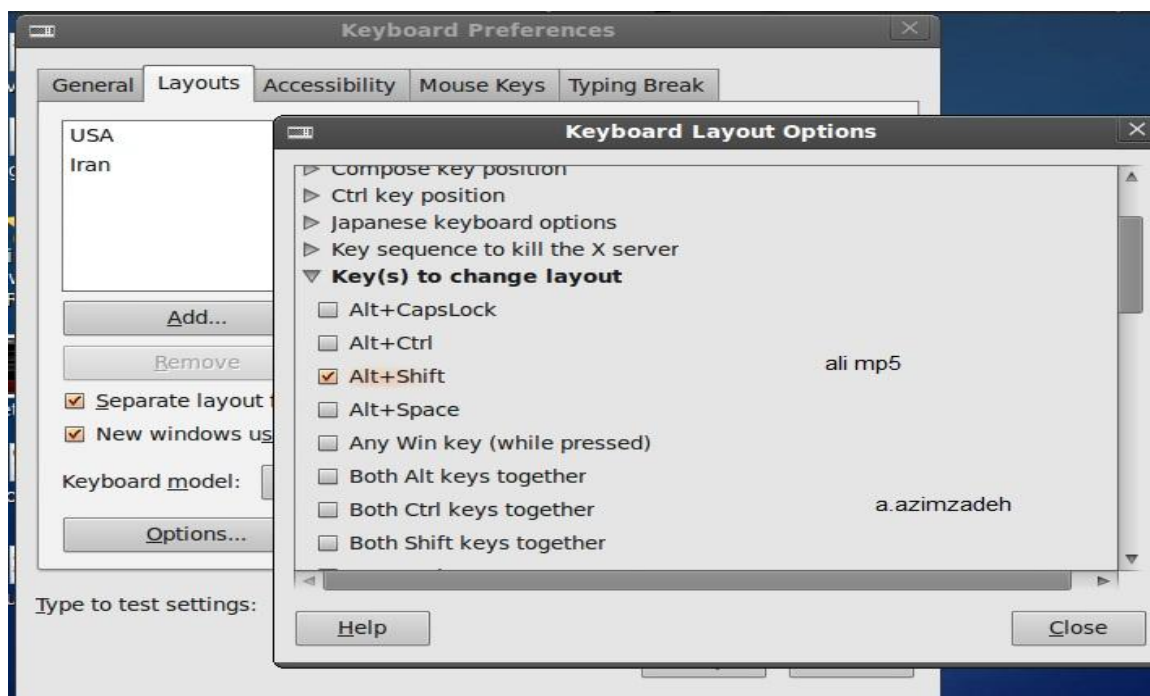 Keyboard Preferences
General Layouts Accessibility Mouse Keys Typing Break
USA
Iran
Add...
Remove
Separate layout
New windows us
Keyboard model:
Options...
Type to test settings:
Keyboard Layout Options
Compose key position
Ctrl key position
Japanese keyboard options
Key sequence to kill the X server
Key(s) to change layout
Alt+CapsLock
Alt+Ctrl
Alt+Shift
Alt+Space
Any Win key (while pressed)
Both Alt keys together
Both Ctrl keys together
Both Shift keys together
ali mp5
a.azimzadeh
Help
Close